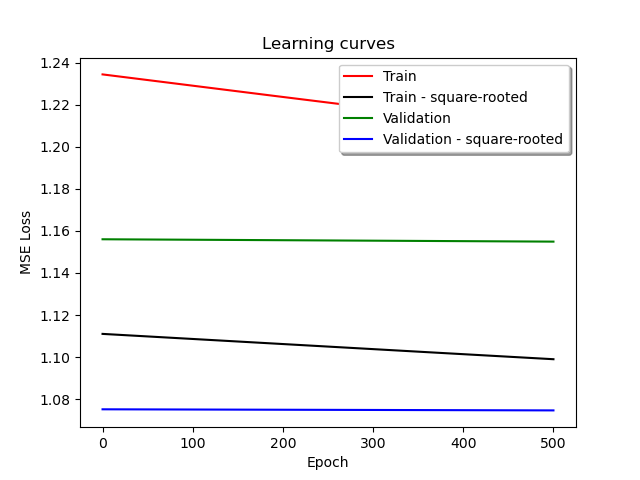 Learning curves
1.24
1.22
1.20
1.18
1.16
1.14
1.12
1.10
1.08
MSE Loss
Train
Train - square-rooted
Validation
Validation - square-rooted
0 100 200 300 400 500
Epoch